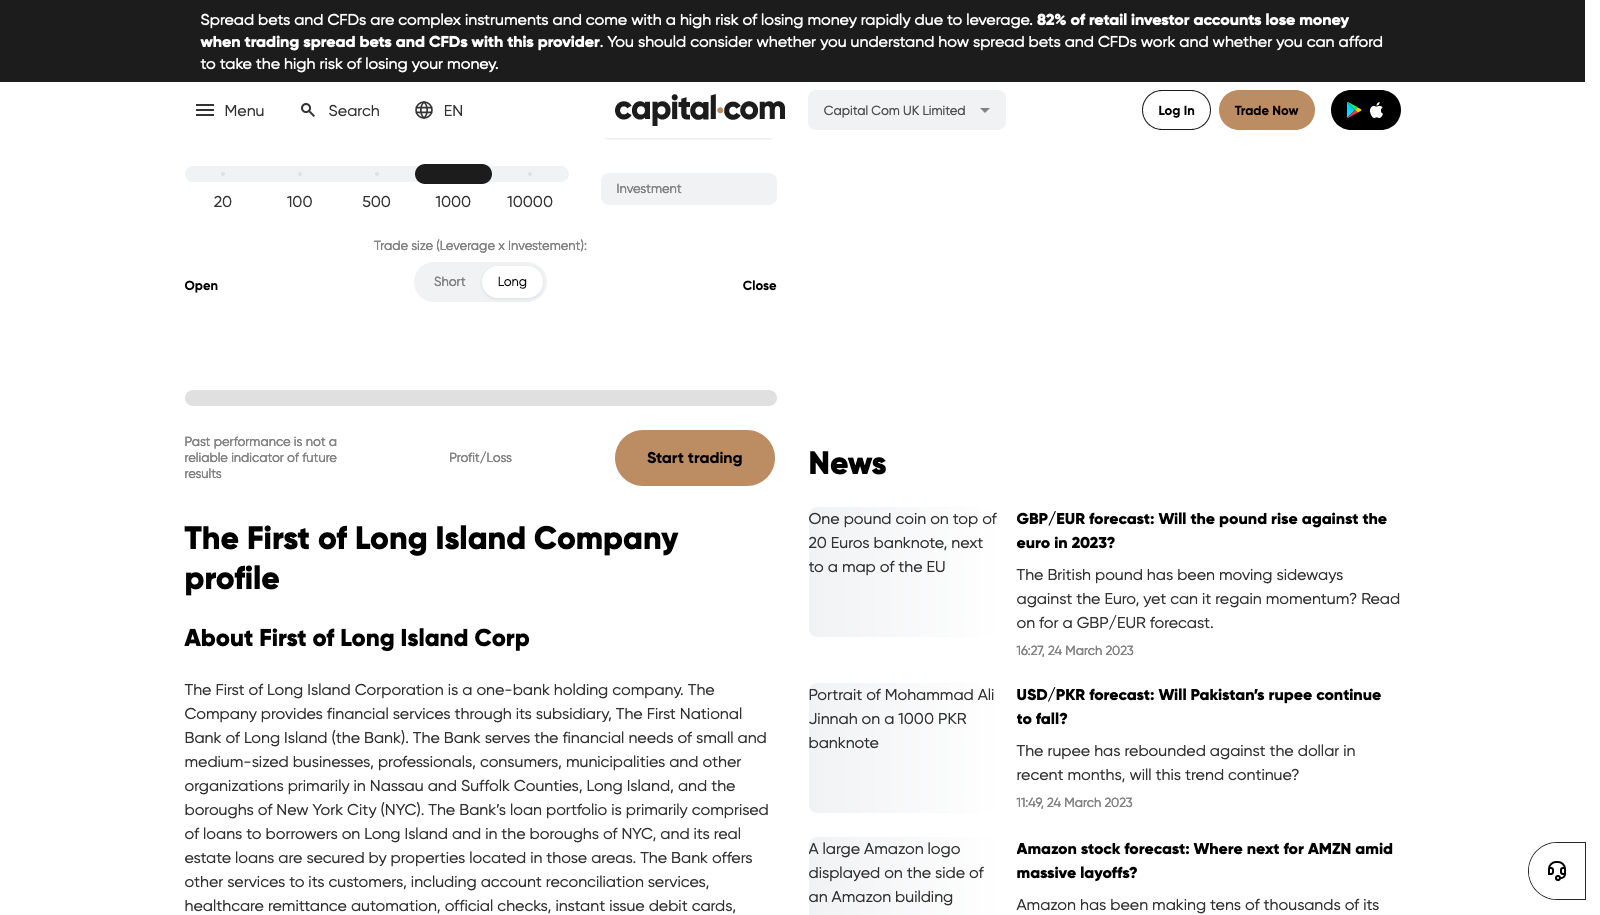 Spread bets and CFDs are complex instruments and come with a high risk of losing money rapidly due to leverage. 82% of retail investor accounts lose money
when trading spread bets and CFDs with this provider. You should consider whether you understand how spread bets and CFDs work and whether you can afford
to take the high risk of losing your money.
Menu
Search
EN
capital.com
Capital Com UK Limited
Log In
Trade Now
20
100
500
1000
10000
Investment
Trade size (Leverage x Investement):
Open
Short
Long
Close
Past performance is not a
reliable indicator of future
results
Profit/Loss
Start trading
The First of Long Island Company
profile
About First of Long Island Corp
The First of Long Island Corporation is a one-bank holding company. The
Company provides financial services through its subsidiary, The First National
Bank of Long Island (the Bank). The Bank serves the financial needs of small and
medium-sized businesses, professionals, consumers, municipalities and other
organizations primarily in Nassau and Suffolk Counties, Long Island, and the
boroughs of New York City (NYC). The Bank’s loan portfolio is primarily comprised
of loans to borrowers on Long Island and in the boroughs of NYC, and its real
estate loans are secured by properties located in those areas. The Bank offers
other services to its customers, including account reconciliation services,
healthcare remittance automation, official checks, instant issue debit cards,
News
One pound coin on top of
20 Euros banknote, next
to a map of the EU
GBP/EUR forecast: Will the pound rise against the
euro in 2023?
The British pound has been moving sideways
against the Euro, yet can it regain momentum? Read
on for a GBP/EUR forecast.
16:27, 24 March 2023
Portrait of Mohammad Ali
Jinnah on a 1000 PKR
banknote
USD/PKR forecast: Will Pakistan’s rupee continue
to fall?
The rupee has rebounded against the dollar in
recent months, will this trend continue?
11:49, 24 March 2023
A large Amazon logo
displayed on the side of
an Amazon building
Amazon stock forecast: Where next for AMZN amid
massive layoffs?
Amazon has been making tens of thousands of its